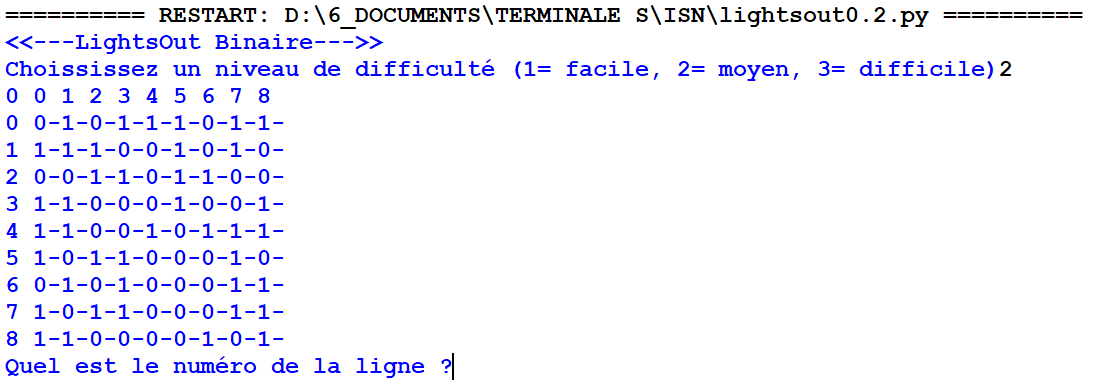 ========== RESTART: D:\6_DOCUMENTS\TERMINALE S\ISN\lightsout0.2.py ==========
<<---LightsOut Binaire--->>
Choississez un niveau de difficulté (1= facile, 2= moyen, 3= difficile)2
0 0 1 2 3 4 5 6 7 8
0 0-1-0-1-1-1-0-1-1-
1 1-1-1-0-0-1-0-1-0-
2 0-0-1-1-0-1-1-0-0-
3 1-1-0-0-0-1-0-0-1-
4 1-1-0-0-1-0-1-1-1-
5 1-0-1-1-0-0-0-1-0-
6 0-1-0-1-0-0-0-1-1-
7 1-0-1-1-0-0-0-1-1-
8 1-1-0-0-0-0-1-0-1-
Quel est le numéro de la ligne ?